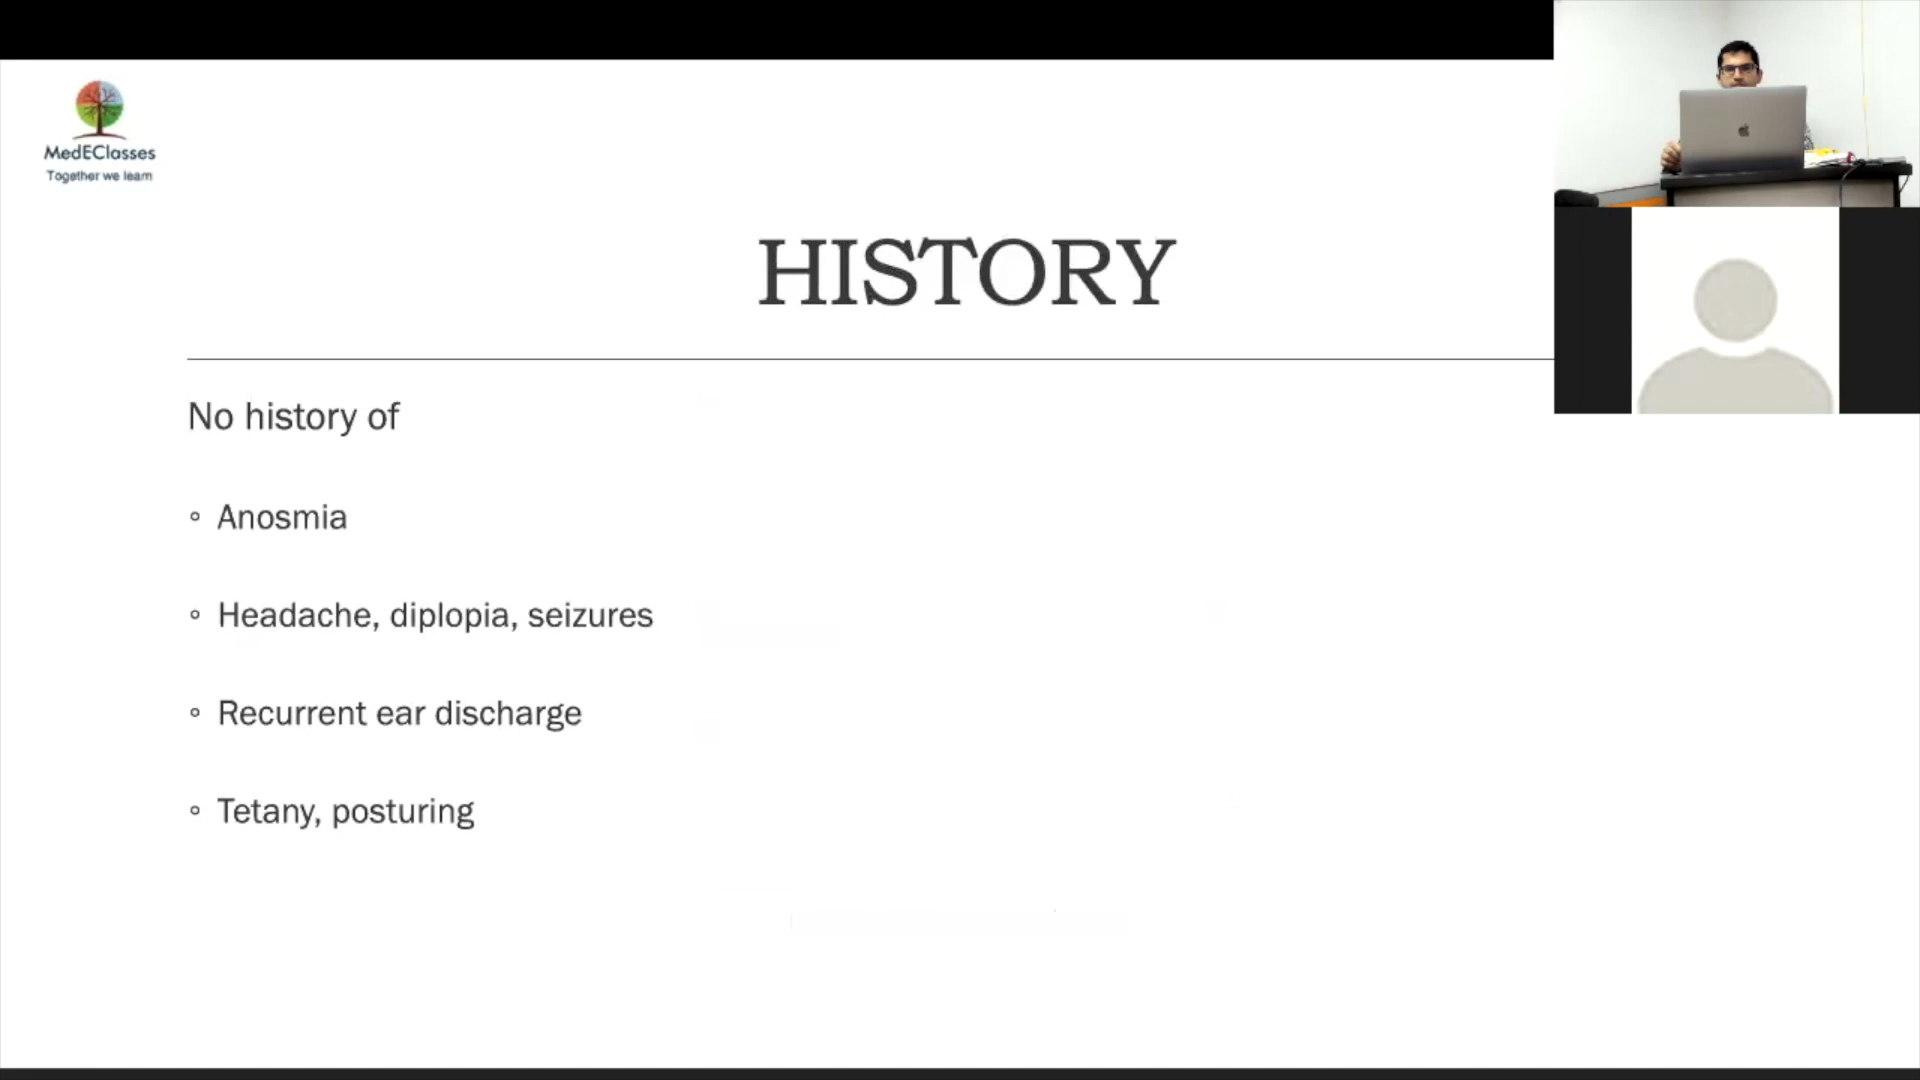 MedEClasses
Together we learn
HISTORY
No history of
◦ Anosmia
◦ Headache, diplopia, seizures
◦ Recurrent ear discharge
◦ Tetany, posturing